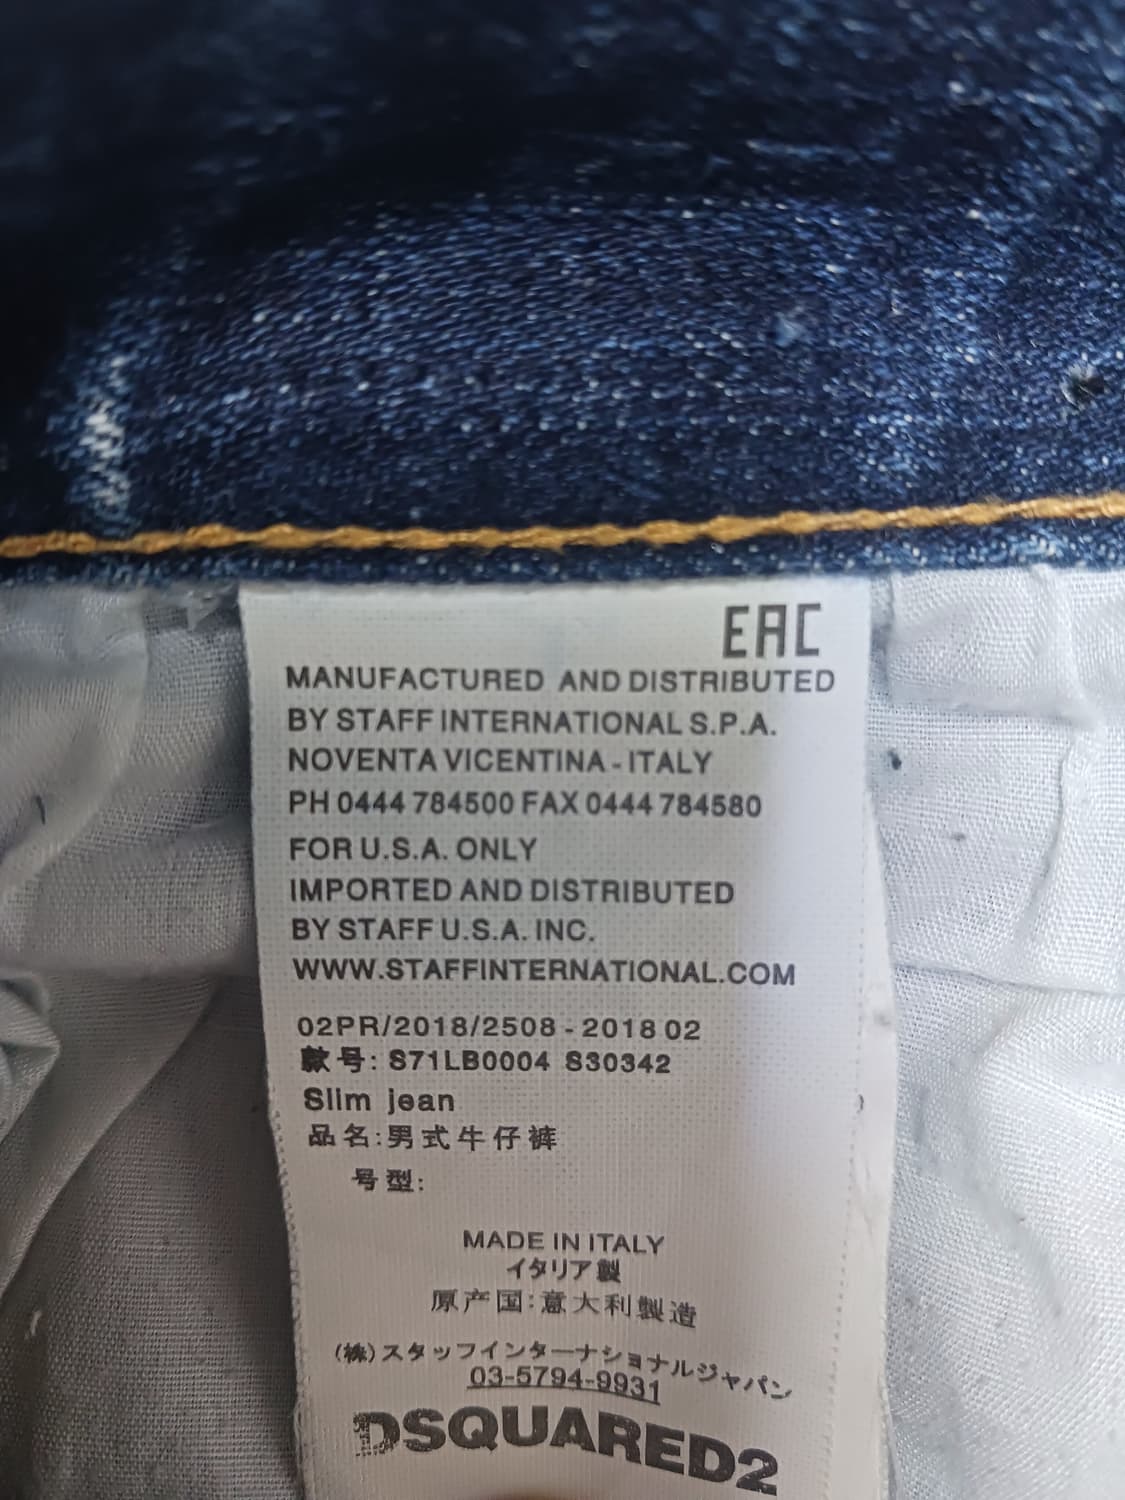 EAC
MANUFACTURED AND DISTRIBUTED
BY STAFF INTERNATIONAL S.P.A.
NOVENTA VICENTINA - ITALY
PH 0444 784500 FAX 0444 784580
FOR U.S.A. ONLY
IMPORTED AND DISTRIBUTED
BY STAFF U.S.A. INC.
WWW.STAFFINTERNATIONAL.COM
02PR/2018/2508 - 2018 02
款号: S71LB0004 S30342
Slim jean
品名:男式牛仔裤
号型:
MADE IN ITALY
イタリア製
原产国:意大利製造
(株)スタッフインターナショナルジャパン
03-5794-9931
DSQUARED2